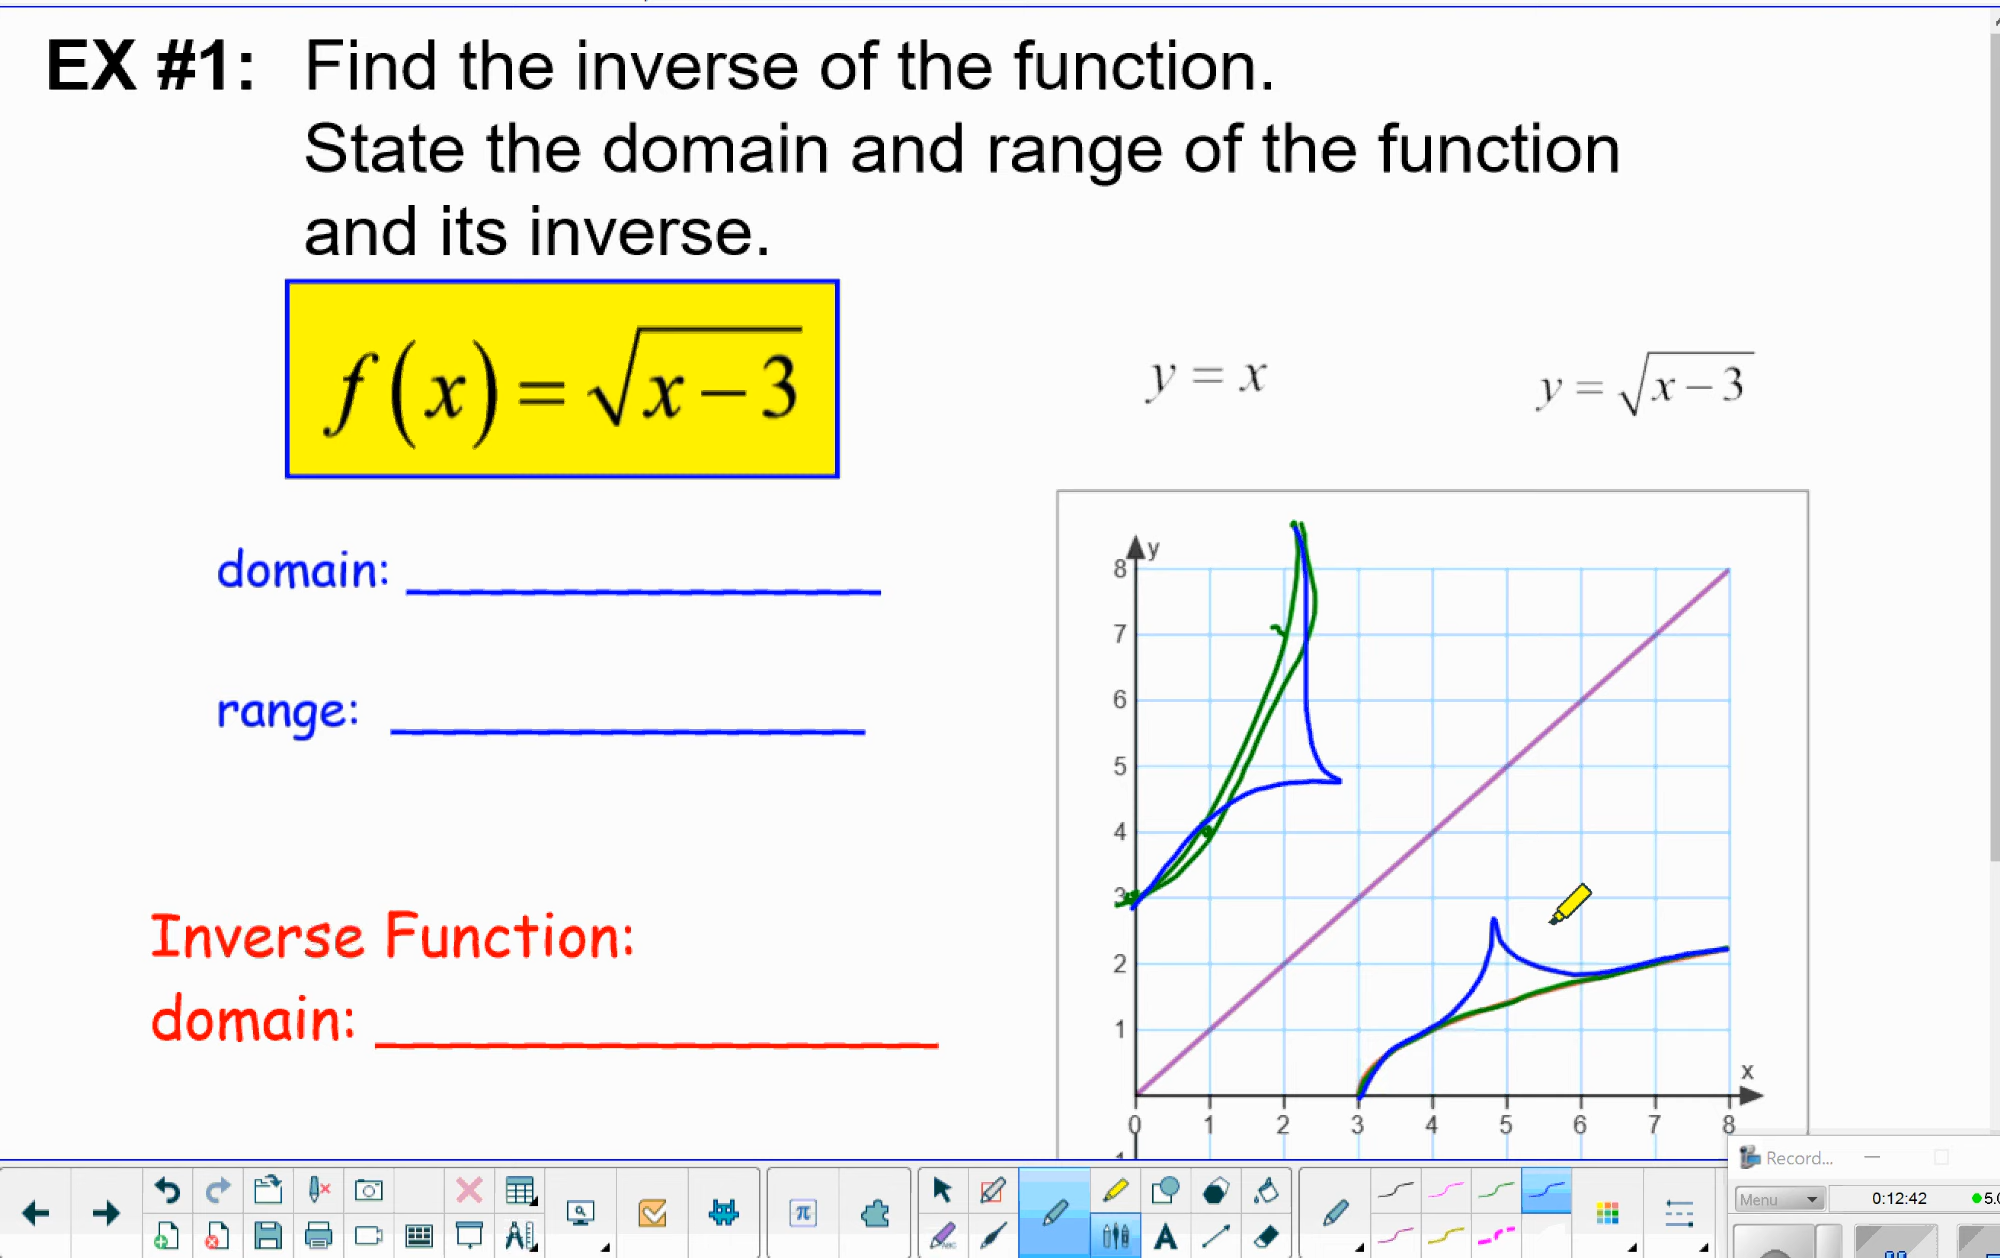 EX #1: Find the inverse of the function.
State the domain and range of the function
and its inverse.
f(x) = √(x − 3)
y = x
y = √(x − 3)
domain:
range:
Inverse Function:
domain:
y
8
7
6
5
4
3
2
1
x
0 1 2 3 4 5 6 7 8
Record...
Menu
0:12:42
π
A